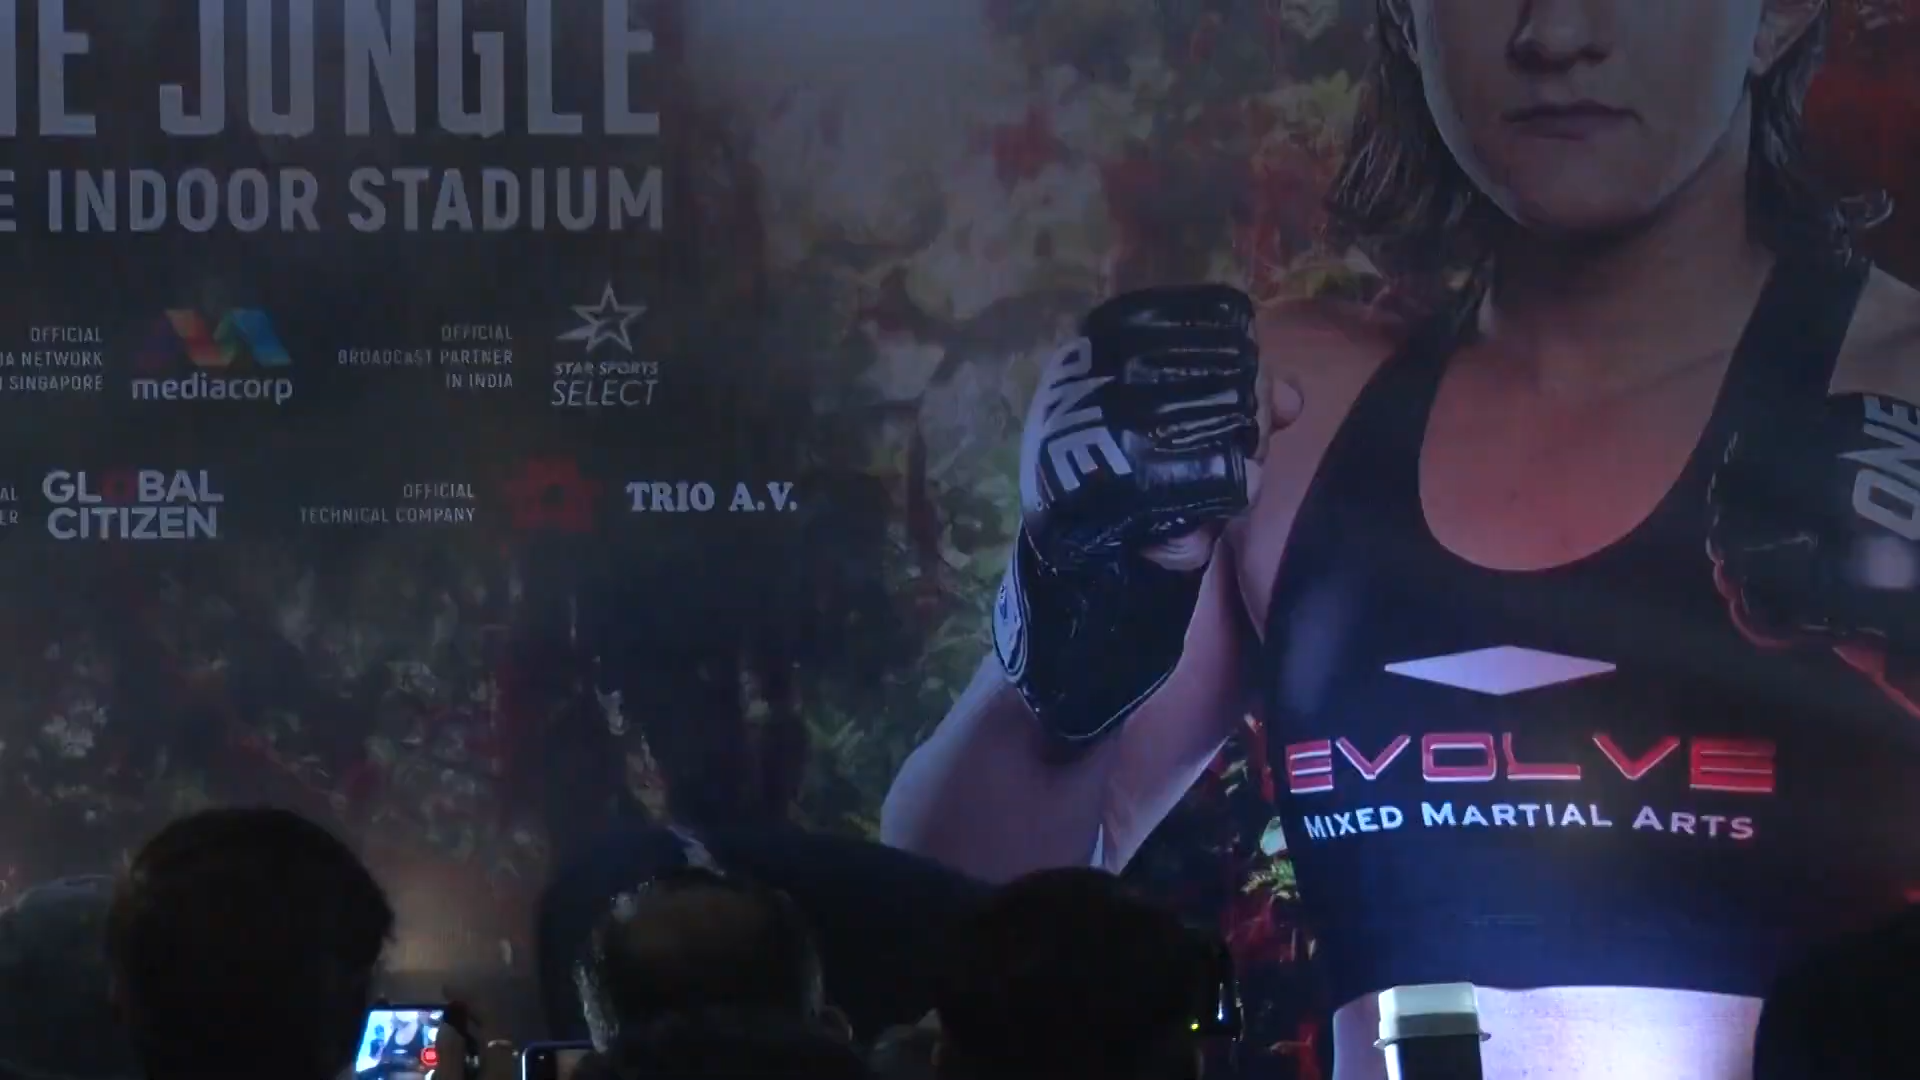 JUNGLE
E INDOOR STADIUM
OFFICIAL
NETWORK
SINGAPORE
mediacorp
OFFICIAL
BROADCAST PARTNER
IN INDIA
STAR SPORTS
SELECT
GLOBAL
CITIZEN
OFFICIAL
TECHNICAL COMPANY
TRIO A.V.
ONE
ONE
EVOLVE
MIXED MARTIAL ARTS